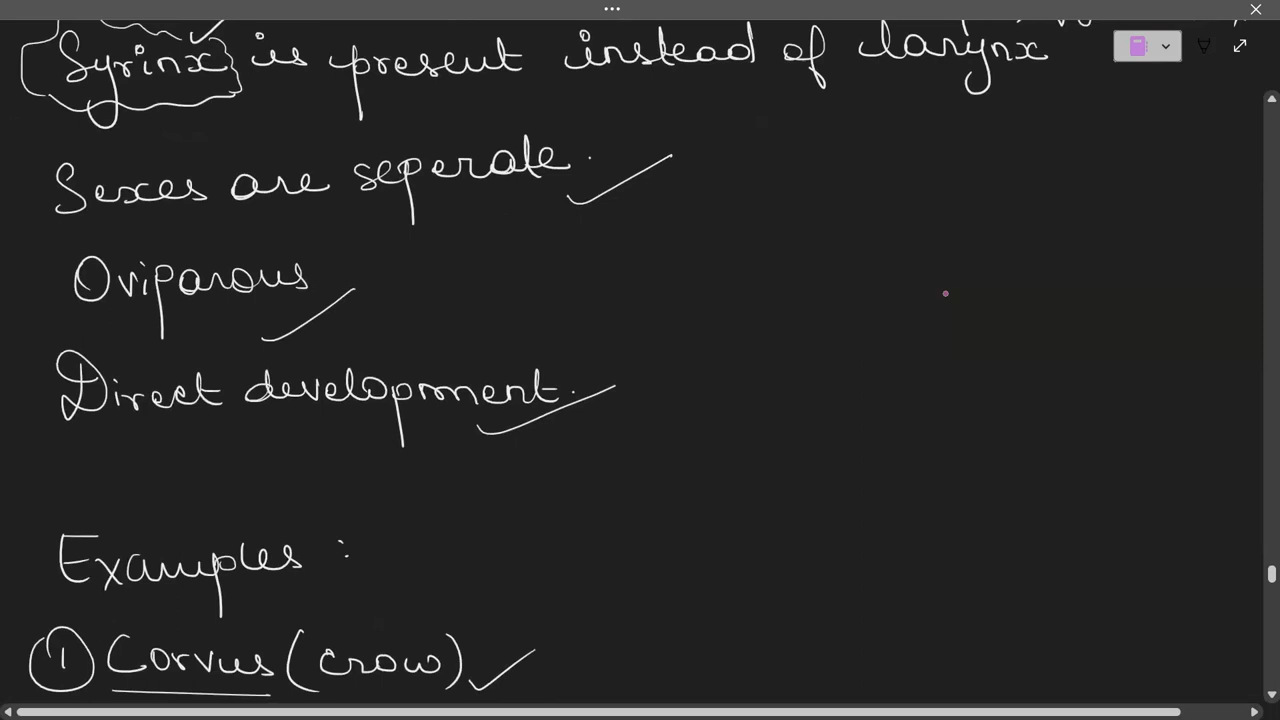 Syrinx is present instead of larynx
Sexes are seperate.
Oviparous
Direct development.
Examples :
① Corvus (crow)